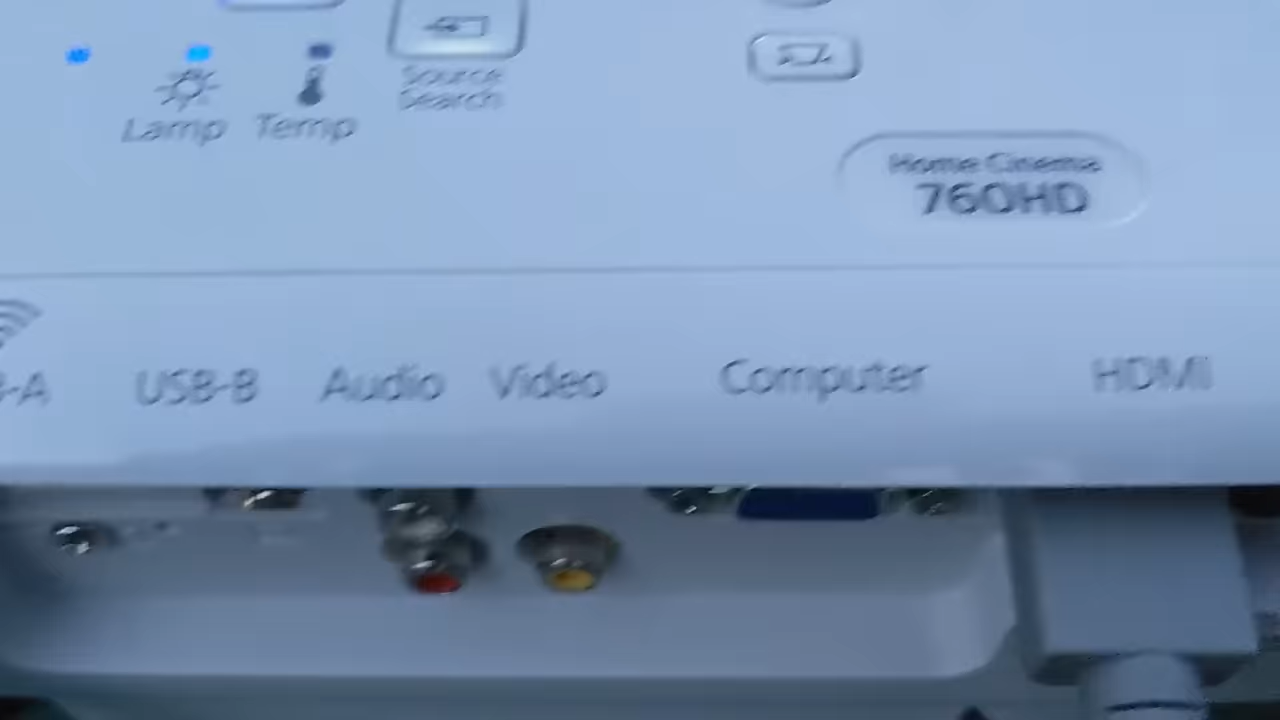 Lamp
Temp
Source
Search
Home Cinema
760HD
B-A
USB-B
Audio
Video
Computer
HDMI